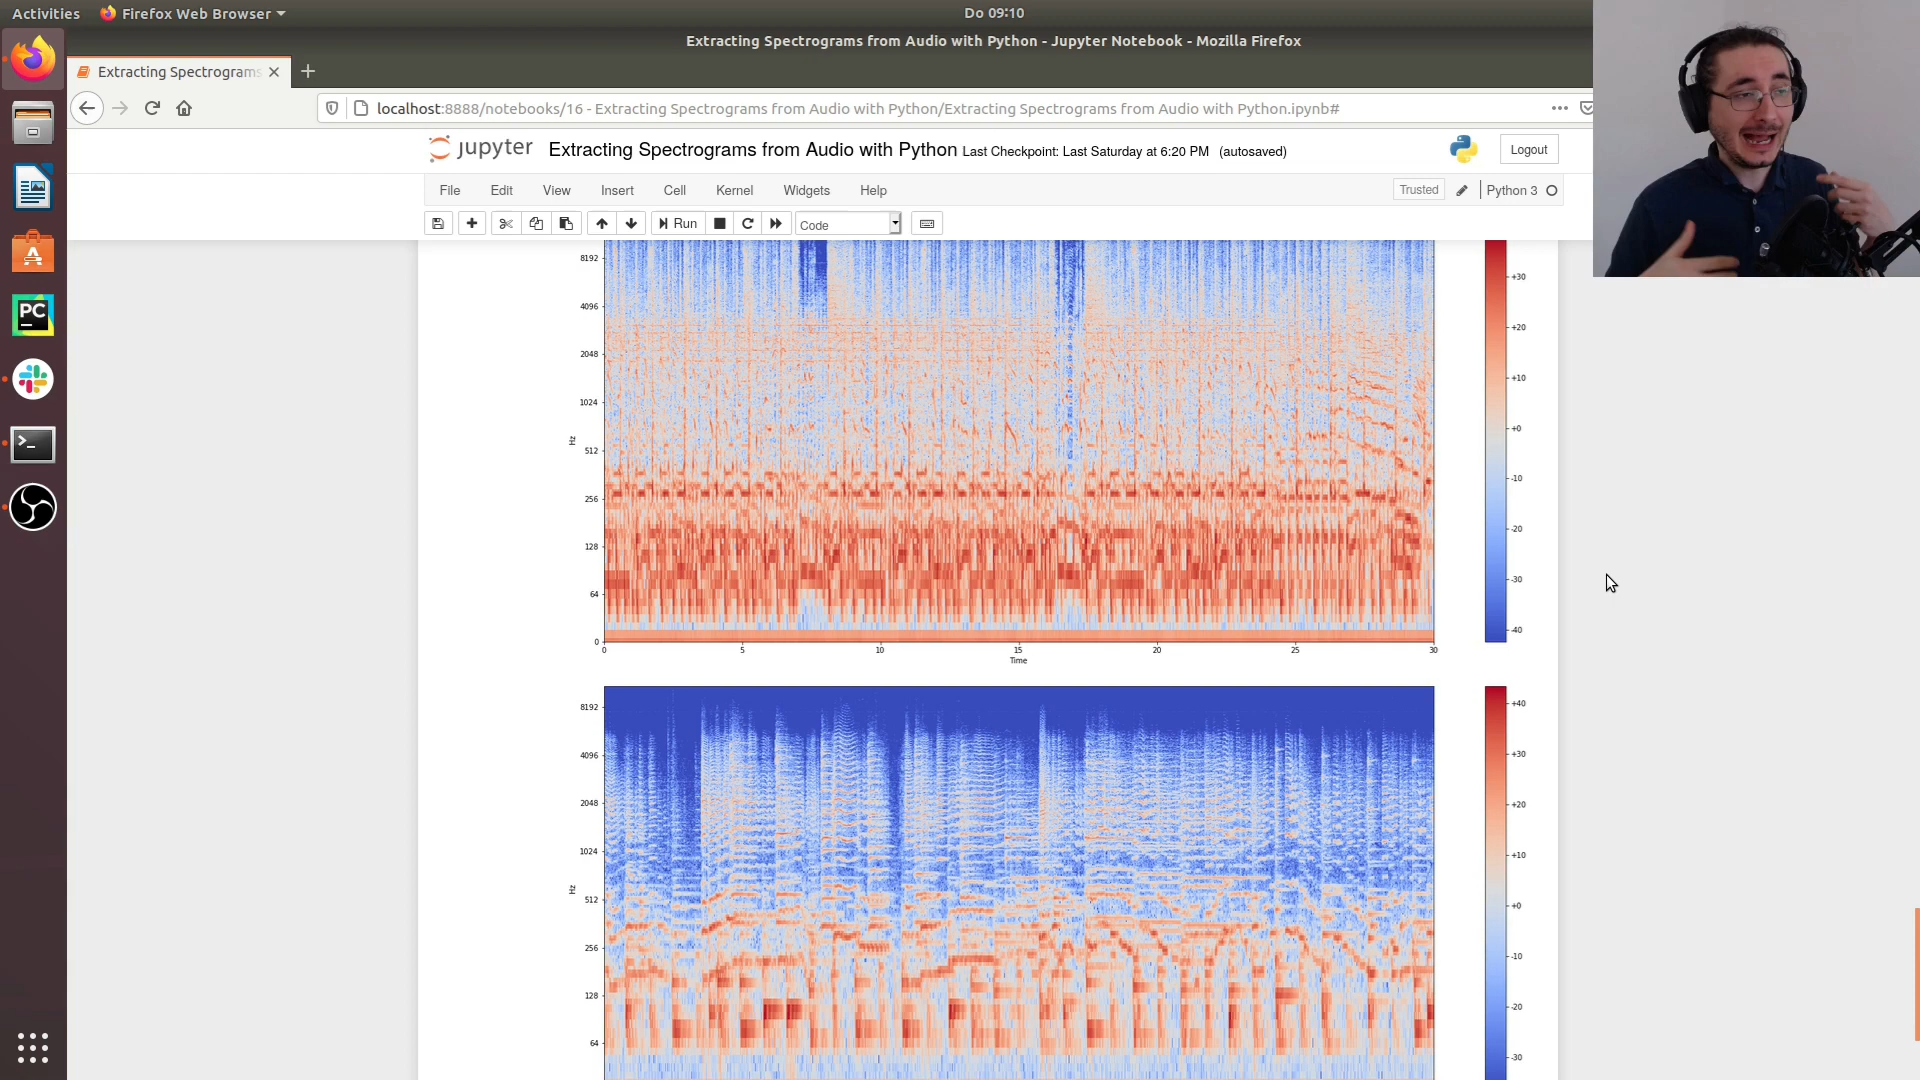 Activities
Firefox Web Browser
Do 09:10
Extracting Spectrograms from Audio with Python - Jupyter Notebook - Mozilla Firefox
Extracting Spectrograms
localhost:8888/notebooks/16 - Extracting Spectrograms from Audio with Python/Extracting Spectrograms from Audio with Python.ipynb#
jupyter
Extracting Spectrograms from Audio with Python
Last Checkpoint: Last Saturday at 6:20 PM (autosaved)
Logout
File Edit View Insert Cell Kernel Widgets Help
Trusted
Python 3
Run
Code
PC
8192
4096
2048
1024
Hz
512
256
128
64
0
0 5 10 15 20 25 30
Time
+30
+20
+10
+0
-10
-20
-30
-40
8192
4096
2048
1024
Hz
512
256
128
64
+40
+30
+20
+10
+0
-10
-20
-30